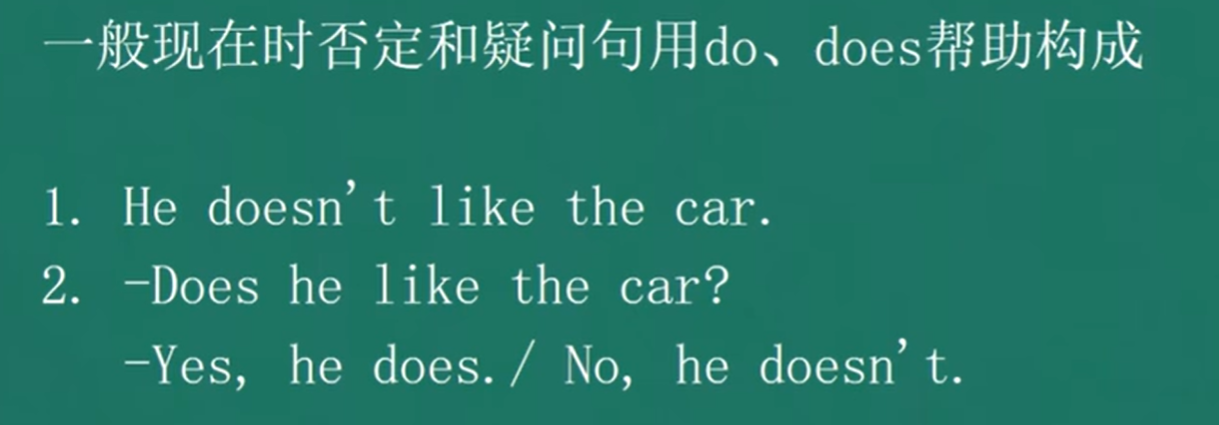 一般现在时否定和疑问句用do、does帮助构成
1. He doesn't like the car.
2. -Does he like the car?
-Yes, he does./ No, he doesn't.